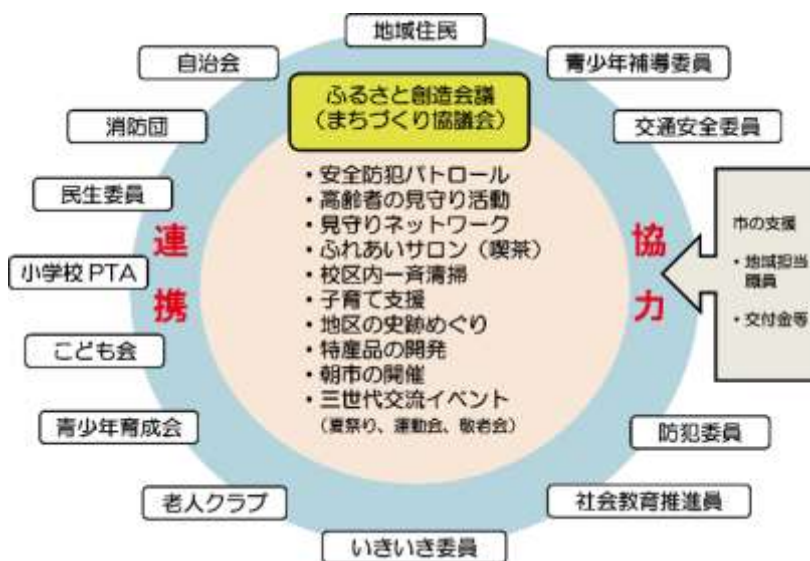 地域住民
自治会
青少年補導委員
ふるさと創造会議
（まちづくり協議会）
消防団
交通安全委員
・安全防犯パトロール
・高齢者の見守り活動
・見守りネットワーク
・ふれあいサロン（喫茶）
・校区内一斉清掃
・子育て支援
・地区の史跡めぐり
・特産品の開発
・朝市の開催
・三世代交流イベント
（夏祭り、運動会、敬老会）
民生委員
連
携
協
力
市の支援
・地域担当
職員
・交付金等
小学校 PTA
こども会
青少年育成会
防犯委員
老人クラブ
社会教育推進員
いきいき委員